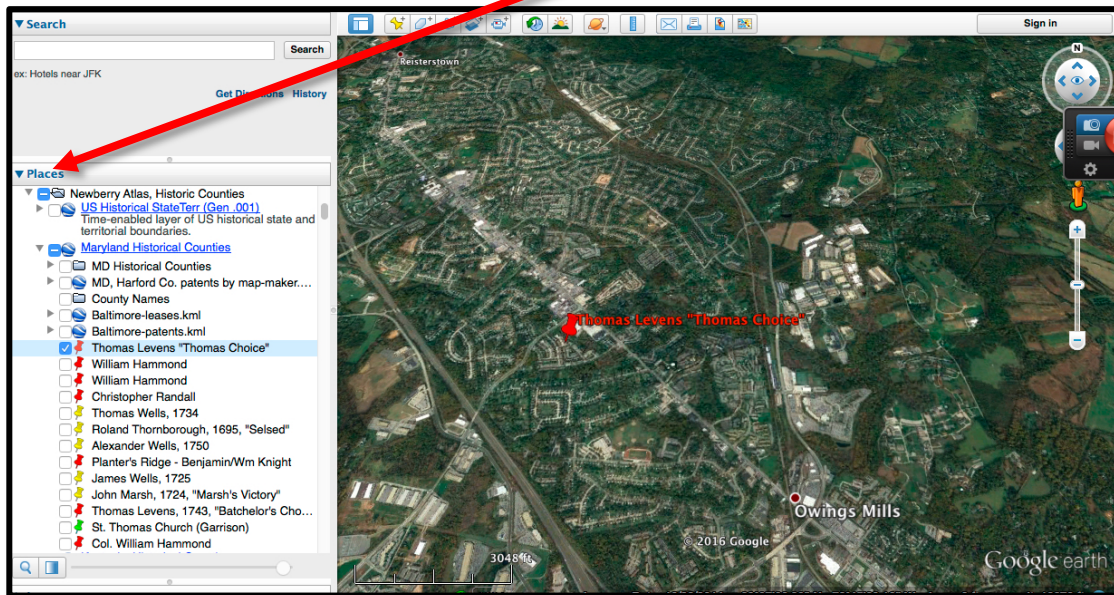 Search
Sign in
Search
ex: Hotels near JFK
Get Directions History
Places
Newberry Atlas, Historic Counties
US Historical StateTerr (Gen .001)
Time-enabled layer of US historical state and
territorial boundaries.
Maryland Historical Counties
MD Historical Counties
MD, Harford Co. patents by map-maker....
County Names
Baltimore-leases.kml
Baltimore-patents.kml
Thomas Levens "Thomas Choice"
William Hammond
William Hammond
Christopher Randall
Thomas Wells, 1734
Roland Thornborough, 1695, "Selsed"
Alexander Wells, 1750
Planter's Ridge - Benjamin/Wm Knight
James Wells, 1725
John Marsh, 1724, "Marsh's Victory"
Thomas Levens, 1743, "Batchelor's Cho...
St. Thomas Church (Garrison)
Col. William Hammond
Reisterstown
N
Thomas Levens "Thomas Choice"
Owings Mills
© 2016 Google
3048 ft
Google earth